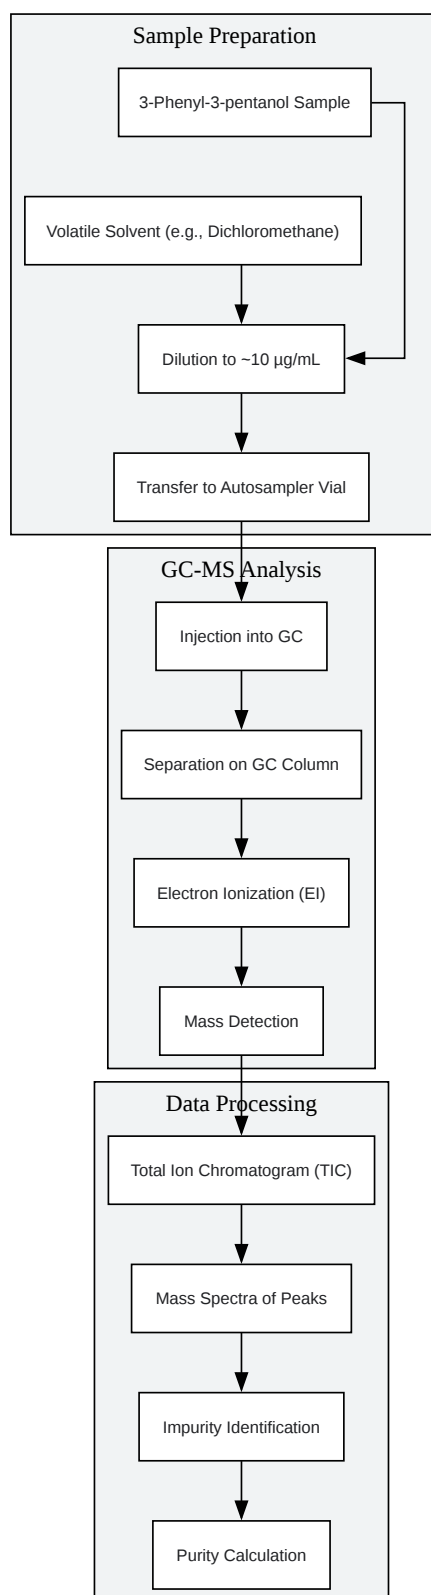 Sample Preparation
3-Phenyl-3-pentanol Sample
Volatile Solvent (e.g., Dichloromethane)
Dilution to ~10 µg/mL
Transfer to Autosampler Vial
GC-MS Analysis
Injection into GC
Separation on GC Column
Electron Ionization (EI)
Mass Detection
Data Processing
Total Ion Chromatogram (TIC)
Mass Spectra of Peaks
Impurity Identification
Purity Calculation